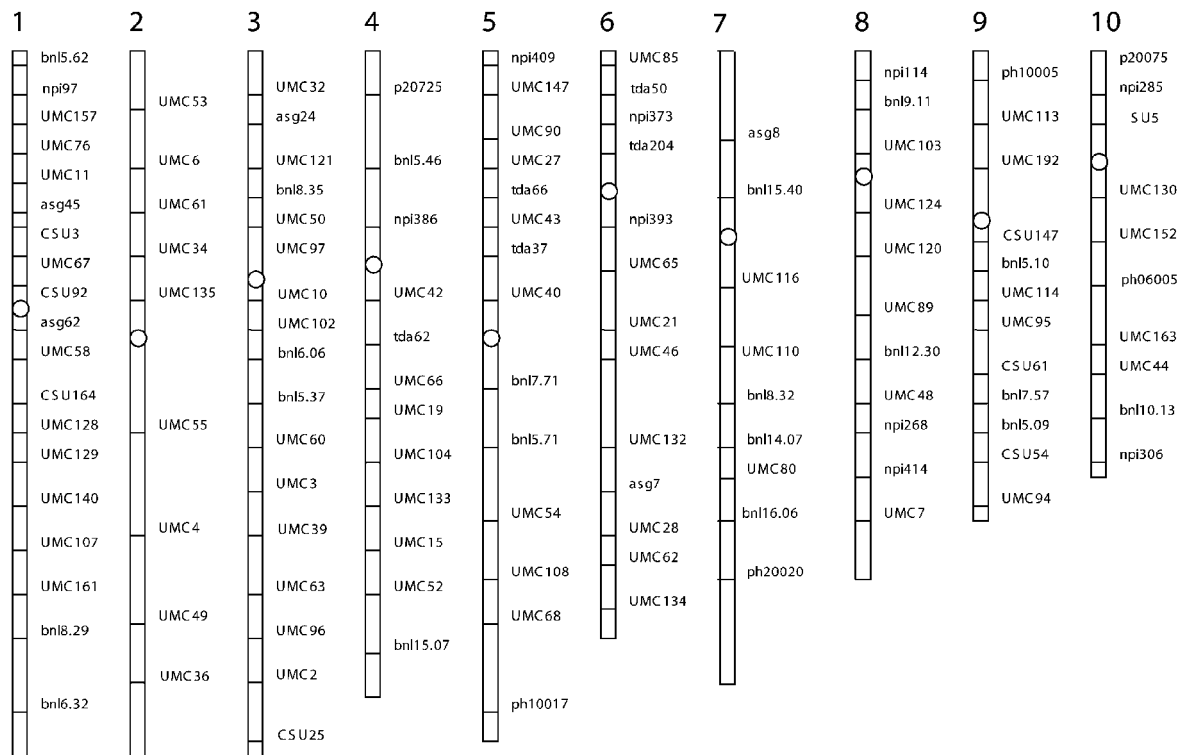 1
bnl5.62
npi97
UMC157
UMC76
UMC11
asg45
CSU3
UMC67
CSU92
asg62
UMC58
CSU164
UMC128
UMC129
UMC140
UMC107
UMC161
bnl8.29
bnl6.32
2
UMC53
UMC6
UMC61
UMC34
UMC135
UMC55
UMC4
UMC49
UMC36
3
UMC32
asg24
UMC121
bnl8.35
UMC50
UMC97
UMC10
UMC102
bnl6.06
bnl5.37
UMC60
UMC3
UMC39
UMC63
UMC96
UMC2
CSU25
4
p20725
bnl5.46
npi386
UMC42
tda62
UMC66
UMC19
UMC104
UMC133
UMC15
UMC52
bnl15.07
5
npi409
UMC147
UMC90
UMC27
tda66
UMC43
tda37
UMC40
bnl7.71
bnl5.71
UMC54
UMC108
UMC68
ph10017
6
UMC85
tda50
npi373
tda204
npi393
UMC65
UMC21
UMC46
UMC132
asg7
UMC28
UMC62
UMC134
7
asg8
bnl15.40
UMC116
UMC110
bnl8.32
bnl14.07
UMC80
bnl16.06
ph20020
8
npi114
bnl9.11
UMC103
UMC124
UMC120
UMC89
bnl12.30
UMC48
npi268
npi414
UMC7
9
ph10005
UMC113
UMC192
CSU147
bnl5.10
UMC114
UMC95
CSU61
bnl7.57
bnl5.09
CSU54
UMC94
10
p20075
npi285
SU5
UMC130
UMC152
ph06005
UMC163
UMC44
bnl10.13
npi306